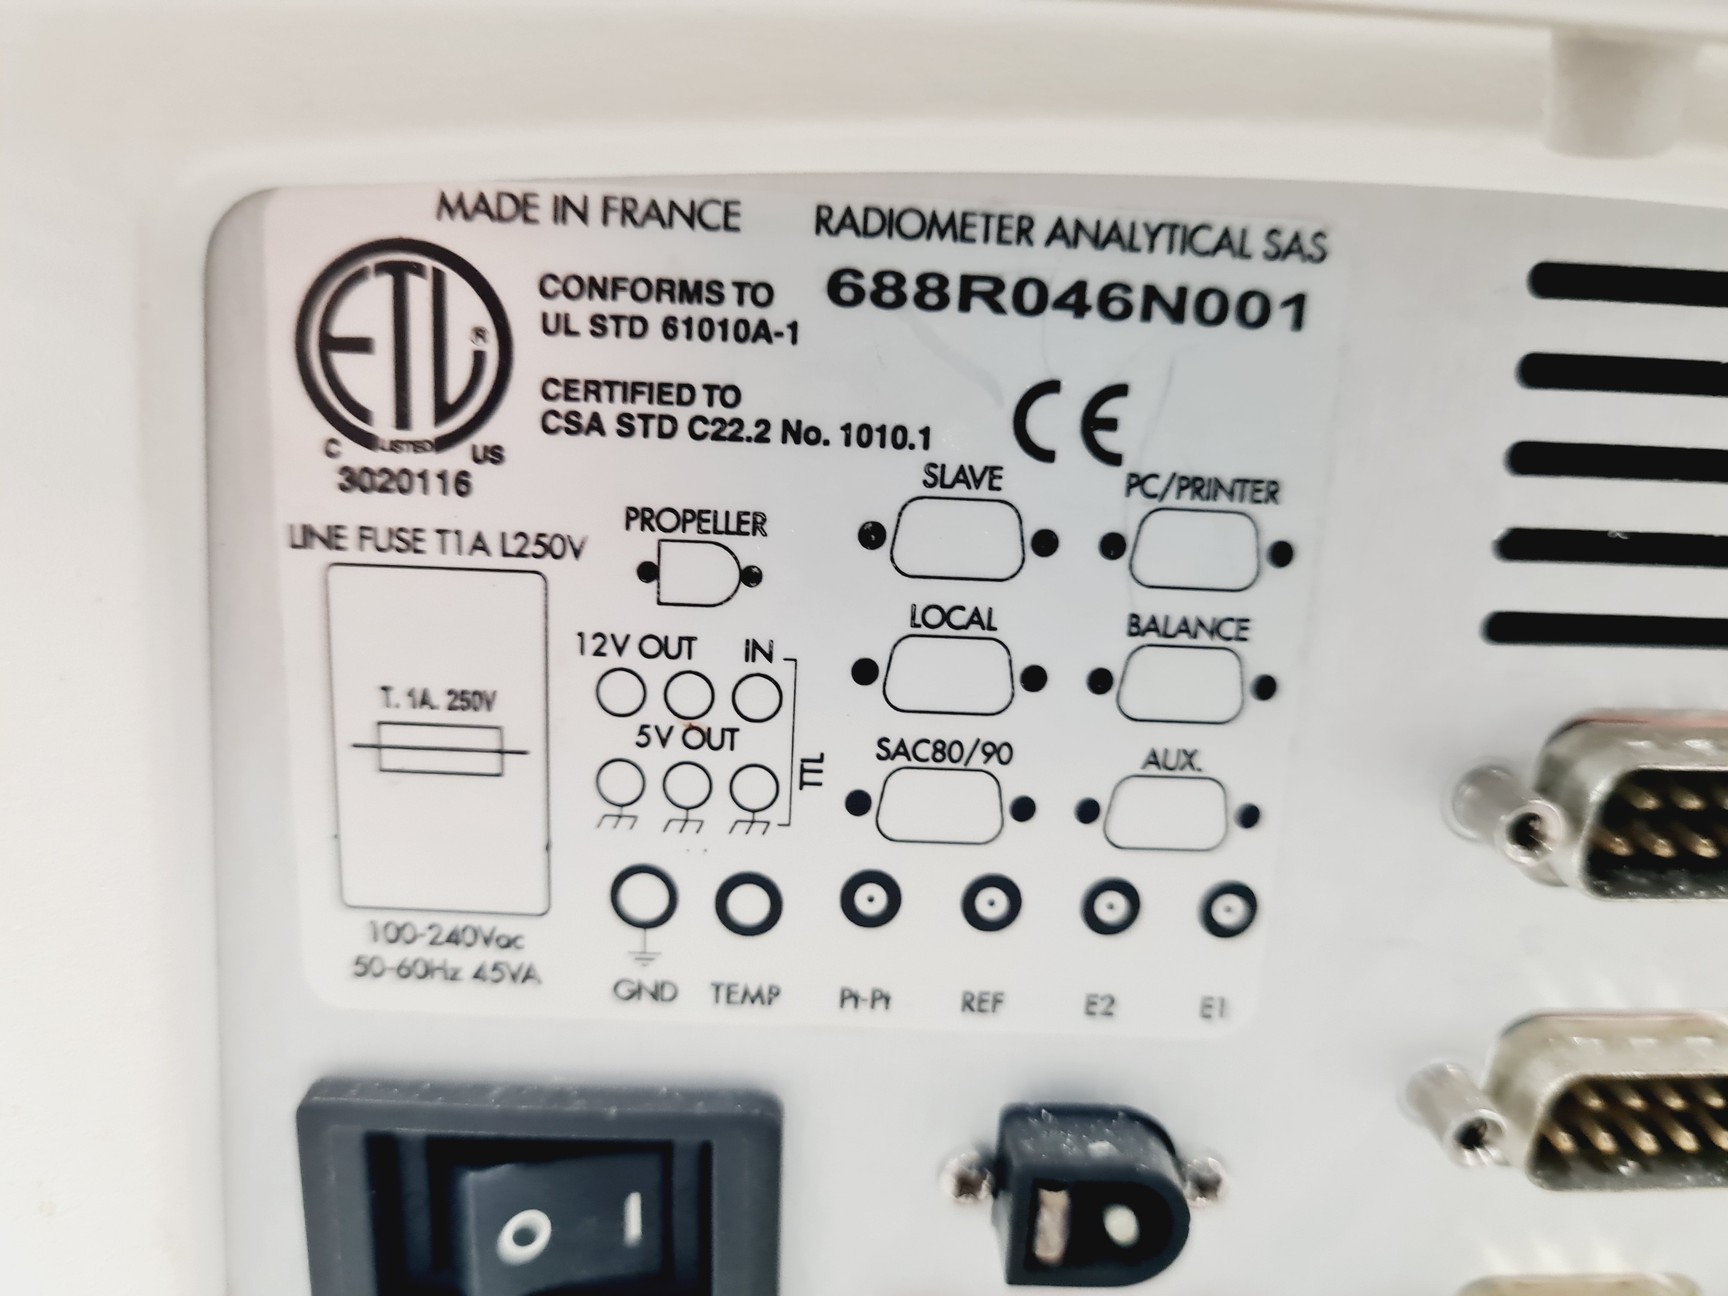 MADE IN FRANCE
RADIOMETER ANALYTICAL SAS
688R046N001
ETL ®
C LISTED US
3020116
CONFORMS TO
UL STD 61010A-1
CERTIFIED TO
CSA STD C22.2 No. 1010.1
CE
LINE FUSE T1A L250V
T. 1A. 250V
100-240Vac
50-60Hz 45VA
PROPELLER
SLAVE
PC/PRINTER
12V OUT
IN
LOCAL
BALANCE
5V OUT
TTL
SAC80/90
AUX.
GND
TEMP
Pt-Pt
REF
E2
E1
O I